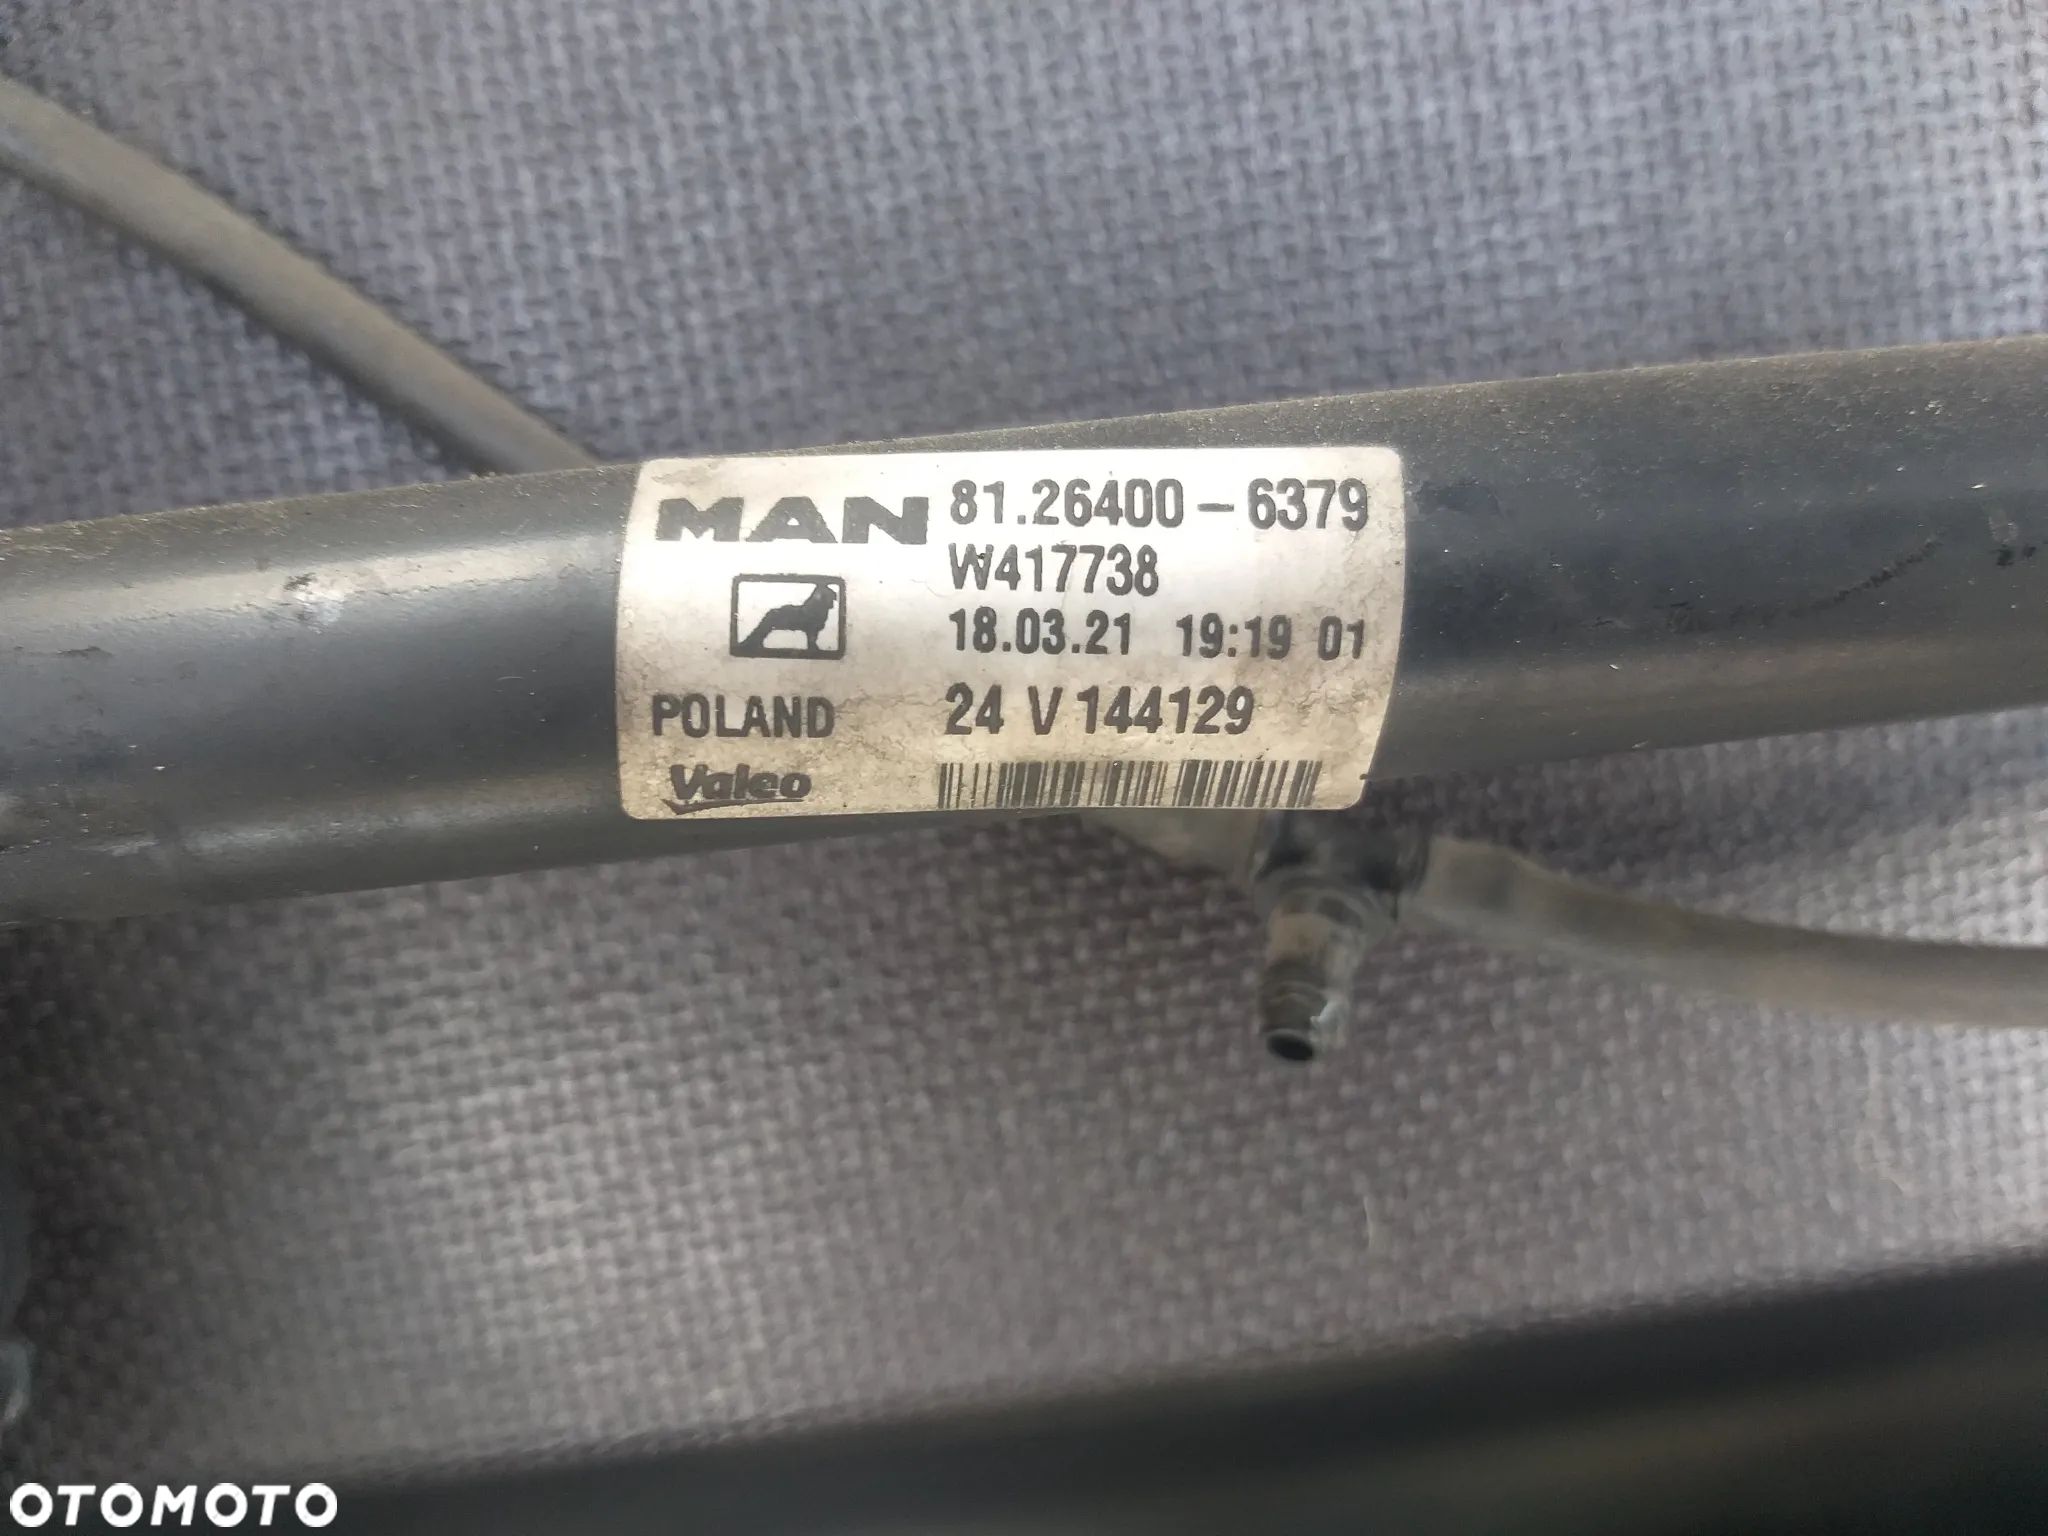 MAN 81.26400-6379
W417738
18.03.21 19:19 01
POLAND 24 V 144129
Valeo
OTOMOTO